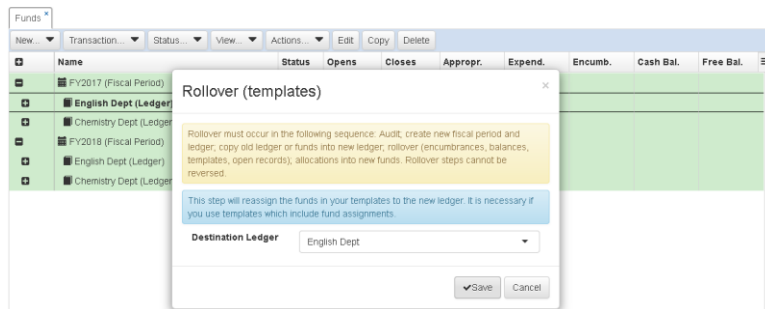 Funds ×
New... Transaction... Status... View... Actions... Edit Copy Delete
Name Status Opens Closes Appropr. Expend. Encumb. Cash Bal. Free Bal.
FY2017 (Fiscal Period)
English Dept (Ledger)
Chemistry Dept (Ledger
FY2018 (Fiscal Period)
English Dept (Ledger)
Chemistry Dept (Ledger
Rollover (templates) ×
Rollover must occur in the following sequence: Audit; create new fiscal period and
ledger; copy old ledger or funds into new ledger; rollover (encumbrances, balances,
templates, open records); allocations into new funds. Rollover steps cannot be
reversed.
This step will reassign the funds in your templates to the new ledger. It is necessary if
you use templates which include fund assignments.
Destination Ledger English Dept
Save Cancel